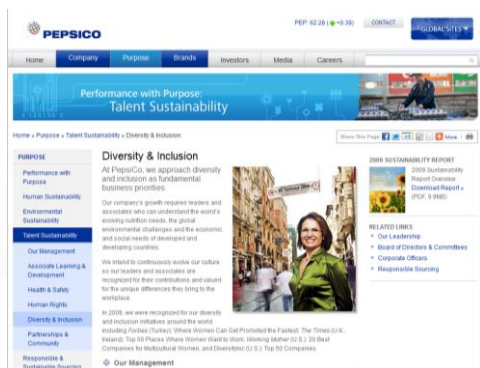 PEPSICO
PEP 62.28 ( +0.39)
CONTACT
GLOBAL SITES
Home
Company
Purpose
Brands
Investors
Media
Careers
Performance with Purpose:
Talent Sustainability
Home » Purpose » Talent Sustainability » Diversity & Inclusion
Share This Page
More
PURPOSE
Performance with
Purpose
Human Sustainability
Environmental
Sustainability
Talent Sustainability
Our Management
Associate Learning &
Development
Health & Safety
Human Rights
Diversity & Inclusion
Partnerships &
Community
Responsible &
Sustainable Sourcing
Diversity & Inclusion
At PepsiCo, we approach diversity
and inclusion as fundamental
business priorities.
Our company's growth requires leaders and
associates who can understand the world's
evolving nutrition needs, the global
environmental challenges and the economic
and social needs of developed and
developing countries.
We intend to continuously evolve our culture
so our leaders and associates are
recognized for their contributions and valued
for the unique differences they bring to the
workplace.
In 2009, we were recognized for our diversity
and inclusion initiatives around the world
including Forbes (Turkey): Where Women Can Get Promoted the Fastest; The Times (U.K.,
Ireland): Top 50 Places Where Women Want to Work; Working Mother (U.S.): 20 Best
Companies for Multicultural Women; and DiversityInc (U.S.): Top 50 Companies.
Our Management
2009 SUSTAINABILITY REPORT
2009 Sustainability
Report Overview
Download Report »
(PDF, 9.9MB)
RELATED LINKS
Our Leadership
Board of Directors & Committees
Corporate Officers
Responsible Sourcing